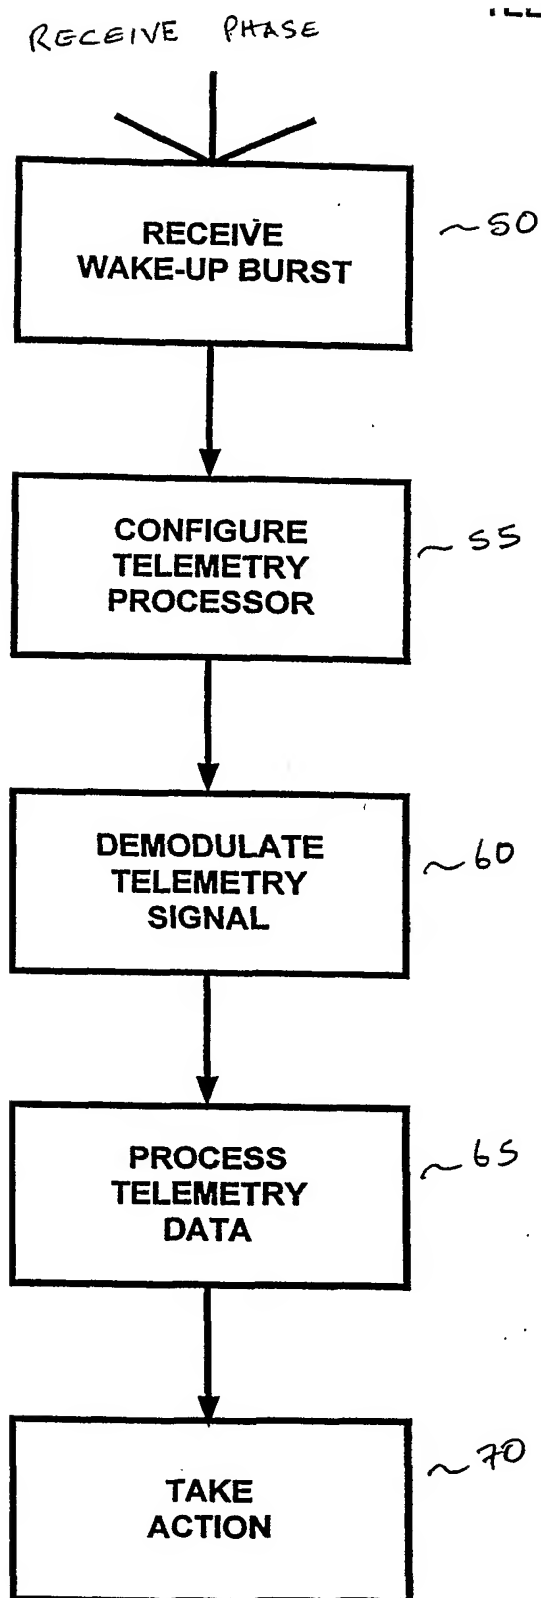 RECEIVE PHASE
RECEIVE
WAKE-UP BURST
~50
CONFIGURE
TELEMETRY
PROCESSOR
~55
DEMODULATE
TELEMETRY
SIGNAL
~60
PROCESS
TELEMETRY
DATA
~65
TAKE
ACTION
~70